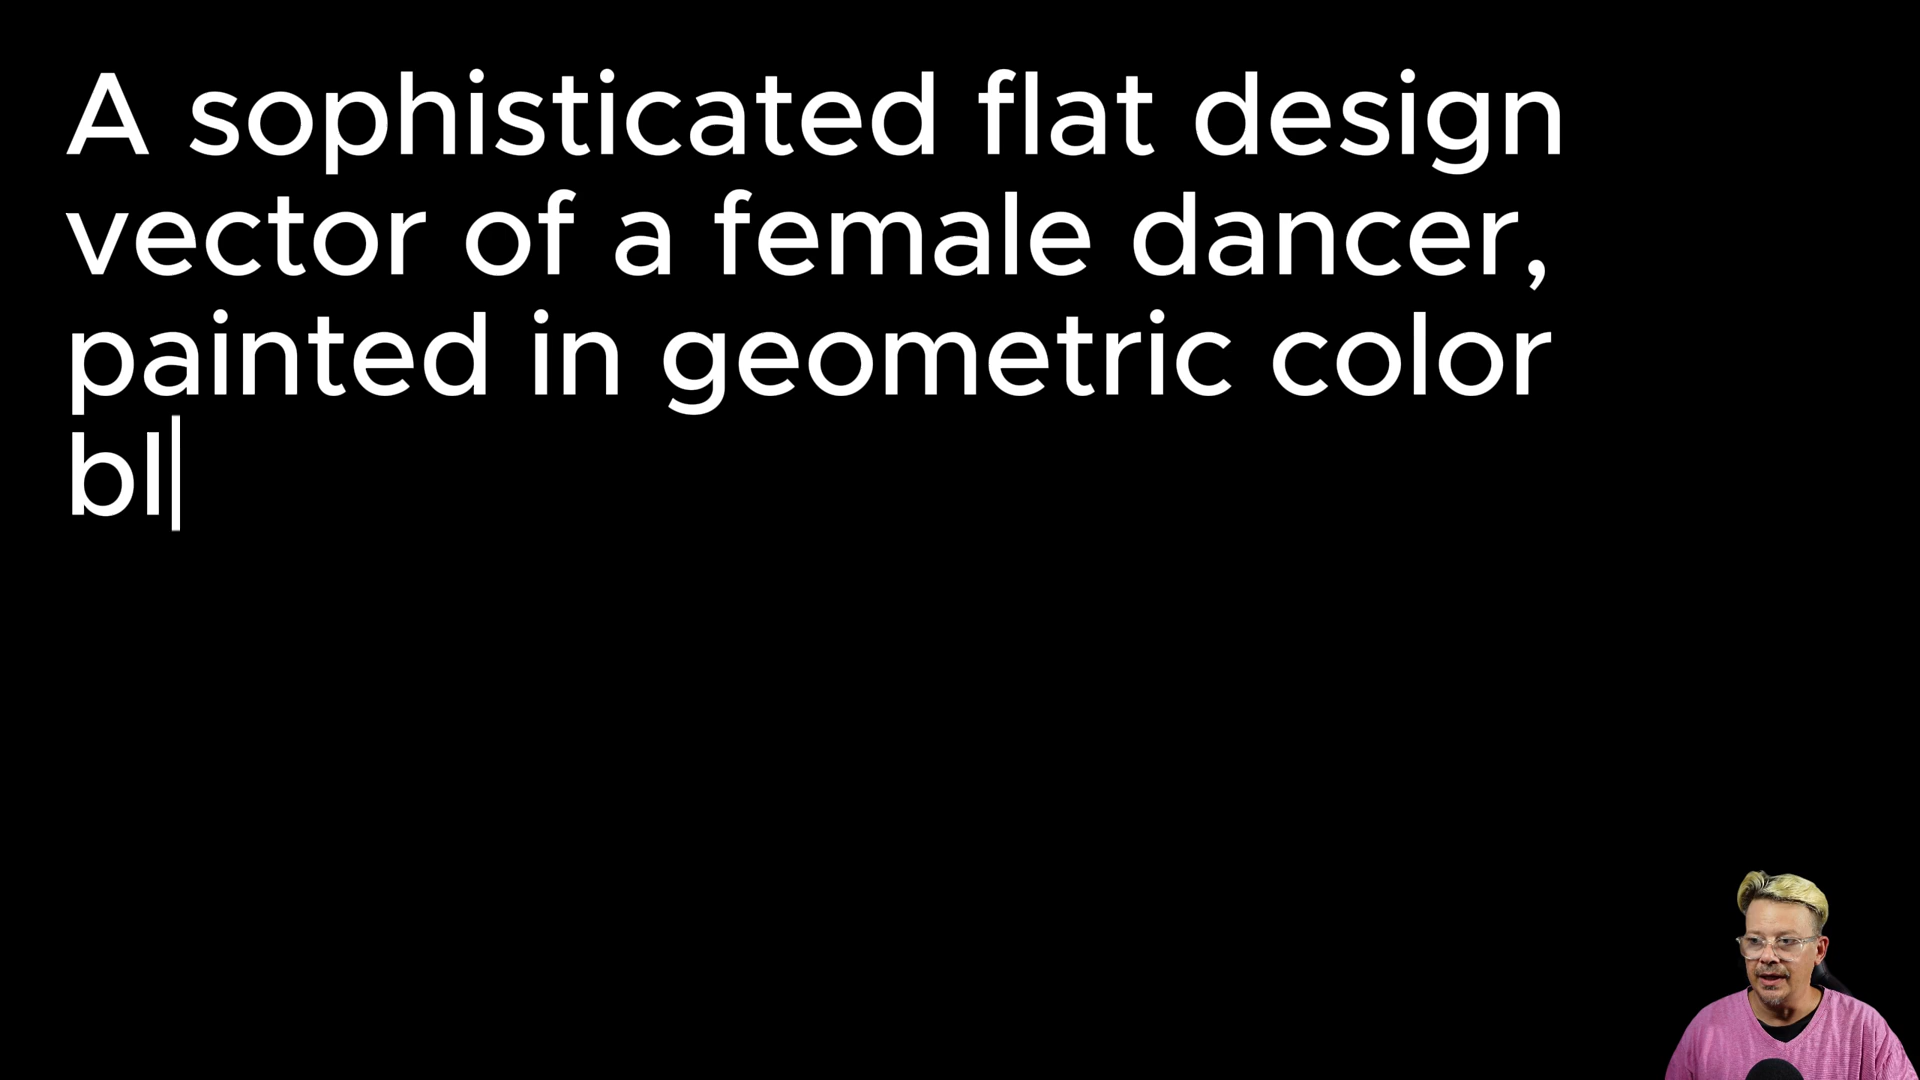 A sophisticated flat design
vector of a female dancer,
painted in geometric color
bl